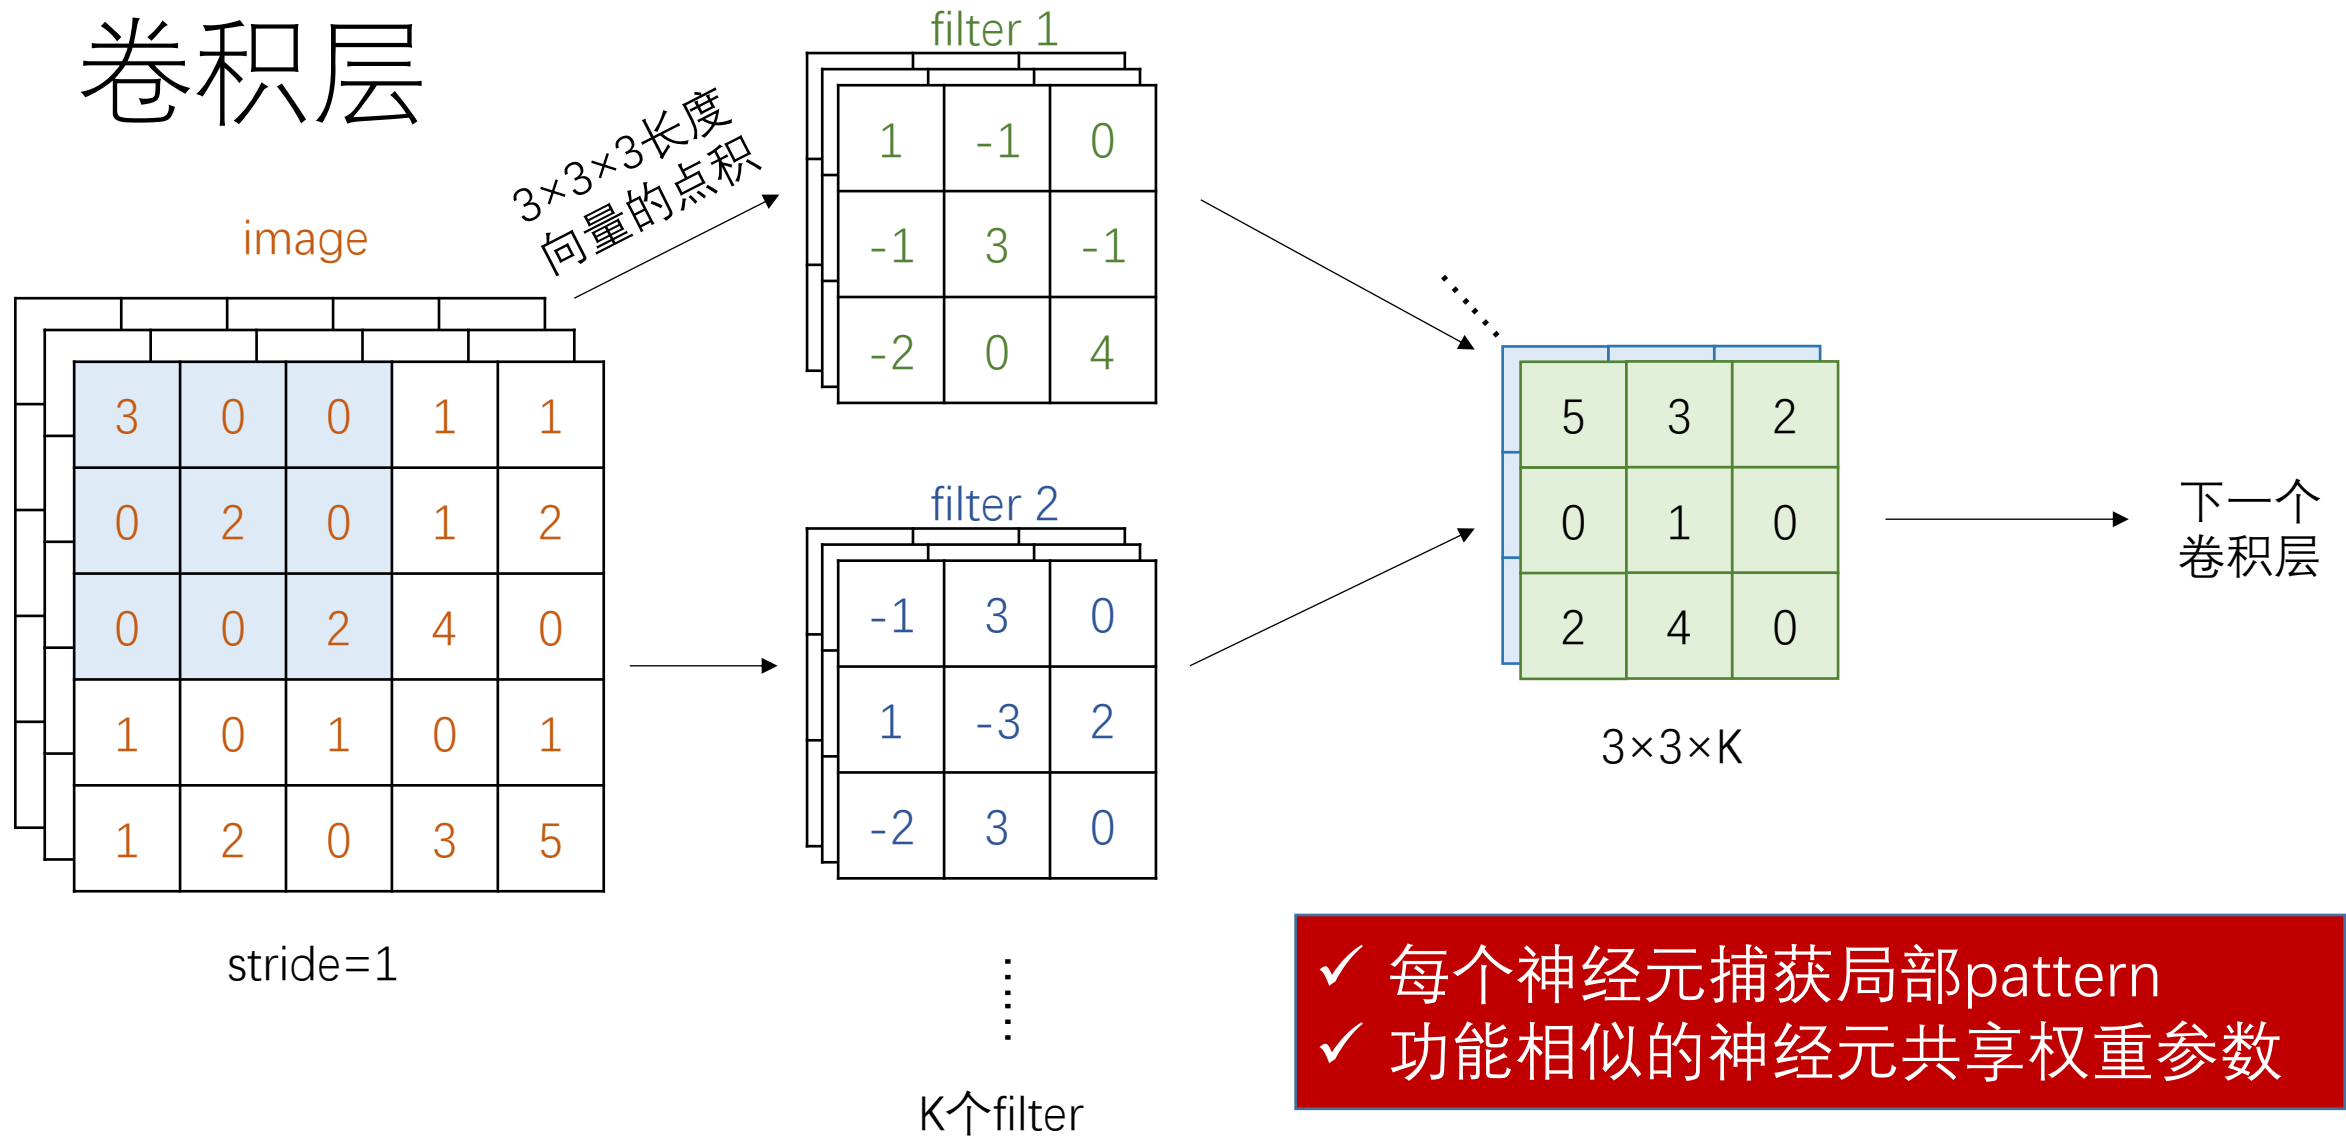 卷积层
image
3 0 0 1 1
0 2 0 1 2
0 0 2 4 0
1 0 1 0 1
1 2 0 3 5
stride=1
3×3×3长度
向量的点积
filter 1
1 -1 0
-1 3 -1
-2 0 4
filter 2
-1 3 0
1 -3 2
-2 3 0
K个filter
5 3 2
0 1 0
2 4 0
3×3×K
下一个
卷积层
✓ 每个神经元捕获局部pattern
✓ 功能相似的神经元共享权重参数